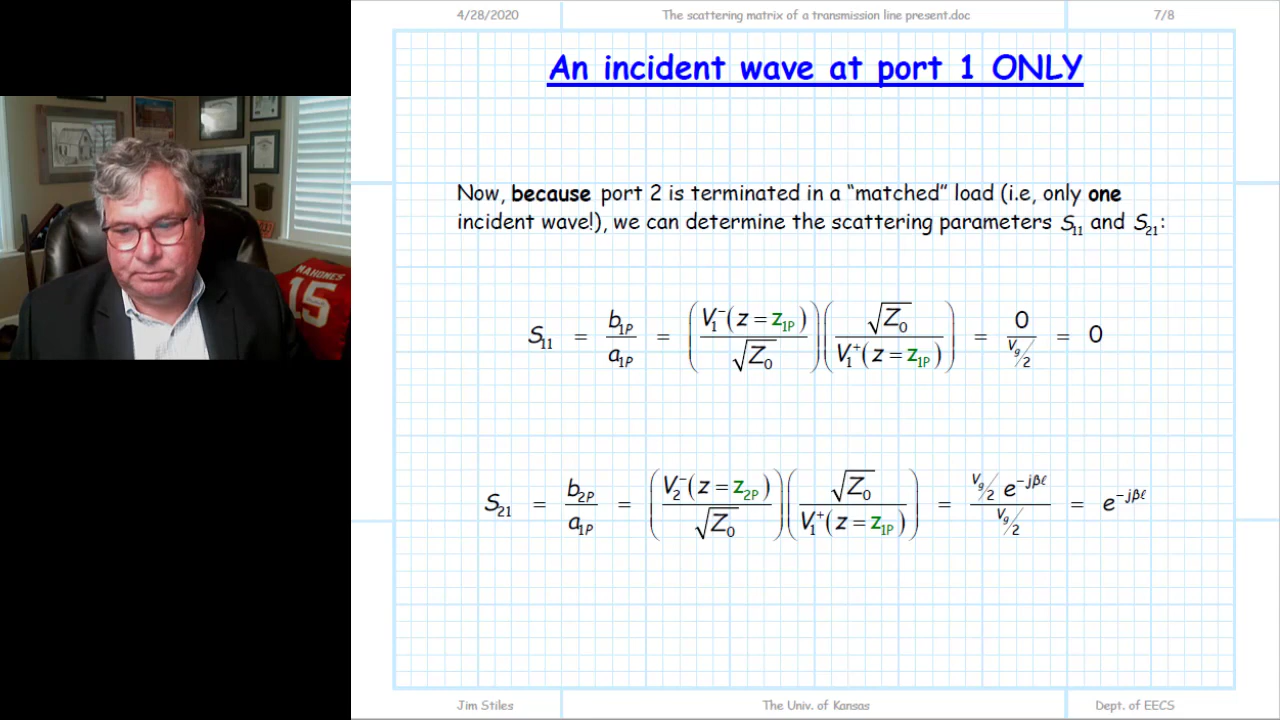 4/28/2020 The scattering matrix of a transmission line present.doc 7/8
An incident wave at port 1 ONLY
Now, because port 2 is terminated in a “matched” load (i.e, only one
incident wave!), we can determine the scattering parameters S₁₁ and S₂₁:
S₁₁ = b₁P/a₁P = (V₁⁻(z = z₁P)/√Z₀)(√Z₀/V₁⁺(z = z₁P)) = 0/(Vg/2) = 0
S₂₁ = b₂P/a₁P = (V₂⁻(z = z₂P)/√Z₀)(√Z₀/V₁⁺(z = z₁P)) = (Vg/2 e^(-jβℓ))/(Vg/2) = e^(-jβℓ)
MAHOMES
15
Jim Stiles The Univ. of Kansas Dept. of EECS